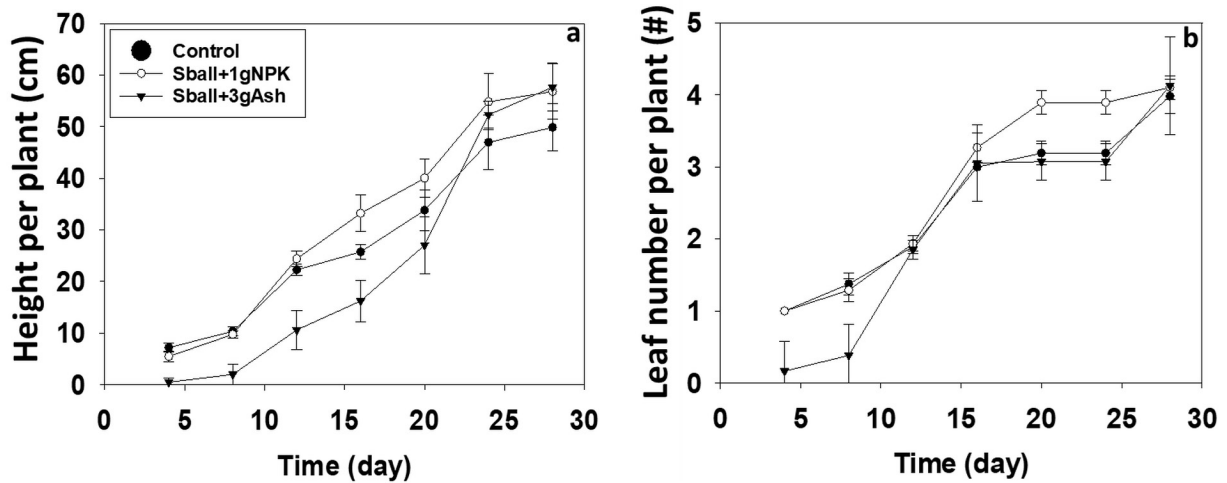 a
Control
Sball+1gNPK
Sball+3gAsh
Height per plant (cm)
70
60
50
40
30
20
10
0
0 5 10 15 20 25 30
Time (day)
b
Leaf number per plant (#)
5
4
3
2
1
0
0 5 10 15 20 25 30
Time (day)